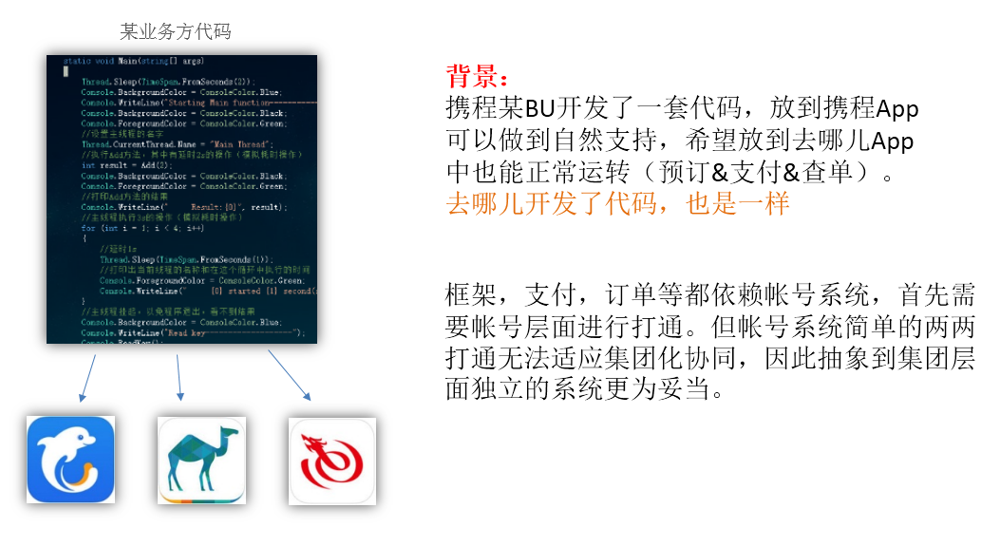 某业务方代码
static void Main(string[] args)
{
Thread.Sleep(TimeSpan.FromSeconds(2));
Console.BackgroundColor = ConsoleColor.Blue;
Console.WriteLine("Starting Main function------------
Console.BackgroundColor = ConsoleColor.Black;
Console.ForegroundColor = ConsoleColor.Green;
//设置主线程的名字
Thread.CurrentThread.Name = "Main Thread";
//执行Add方法，其中有延时2s的操作（模拟耗时操作）
int result = Add(2);
Console.BackgroundColor = ConsoleColor.Black;
Console.ForegroundColor = ConsoleColor.Green;
//打印Add方法的结果
Console.WriteLine("    Result:{0}", result);
//主线程执行3s的操作（模拟耗时操作）
for (int i = 1; i < 4; i++)
{
//延时1s
Thread.Sleep(TimeSpan.FromSeconds(1));
//打印出当前线程的名称和在这个循环中执行的时间
Console.ForegroundColor = ConsoleColor.Green;
Console.WriteLine("    {0} started {1} second(
}
//主线程挂起，以免程序退出，看不到结果
Console.BackgroundColor = ConsoleColor.Blue;
Console.WriteLine("Read key--------------------");
Console.ReadKey();
背景：
携程某BU开发了一套代码，放到携程App
可以做到自然支持，希望放到去哪儿App
中也能正常运转（预订&支付&查单）。
去哪儿开发了代码，也是一样
框架，支付，订单等都依赖帐号系统，首先需
要帐号层面进行打通。但帐号系统简单的两两
打通无法适应集团化协同，因此抽象到集团层
面独立的系统更为妥当。